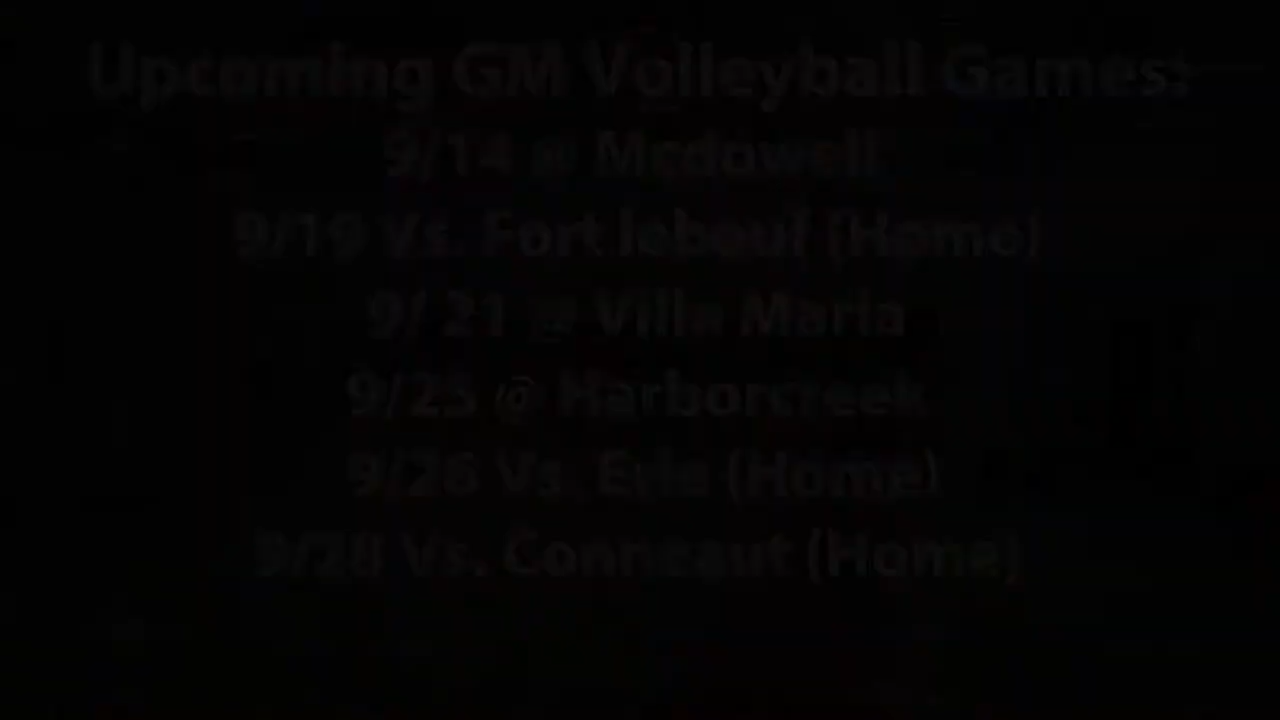 Upcoming GM Volleyball Games:
9/14 @ Mcdowell
9/19 Vs. Fort lebouf (Home)
9/ 21 @ Villa Maria
9/25 @ Harborcreek
9/26 Vs. Erie (Home)
9/28 Vs. Conneaut (Home)